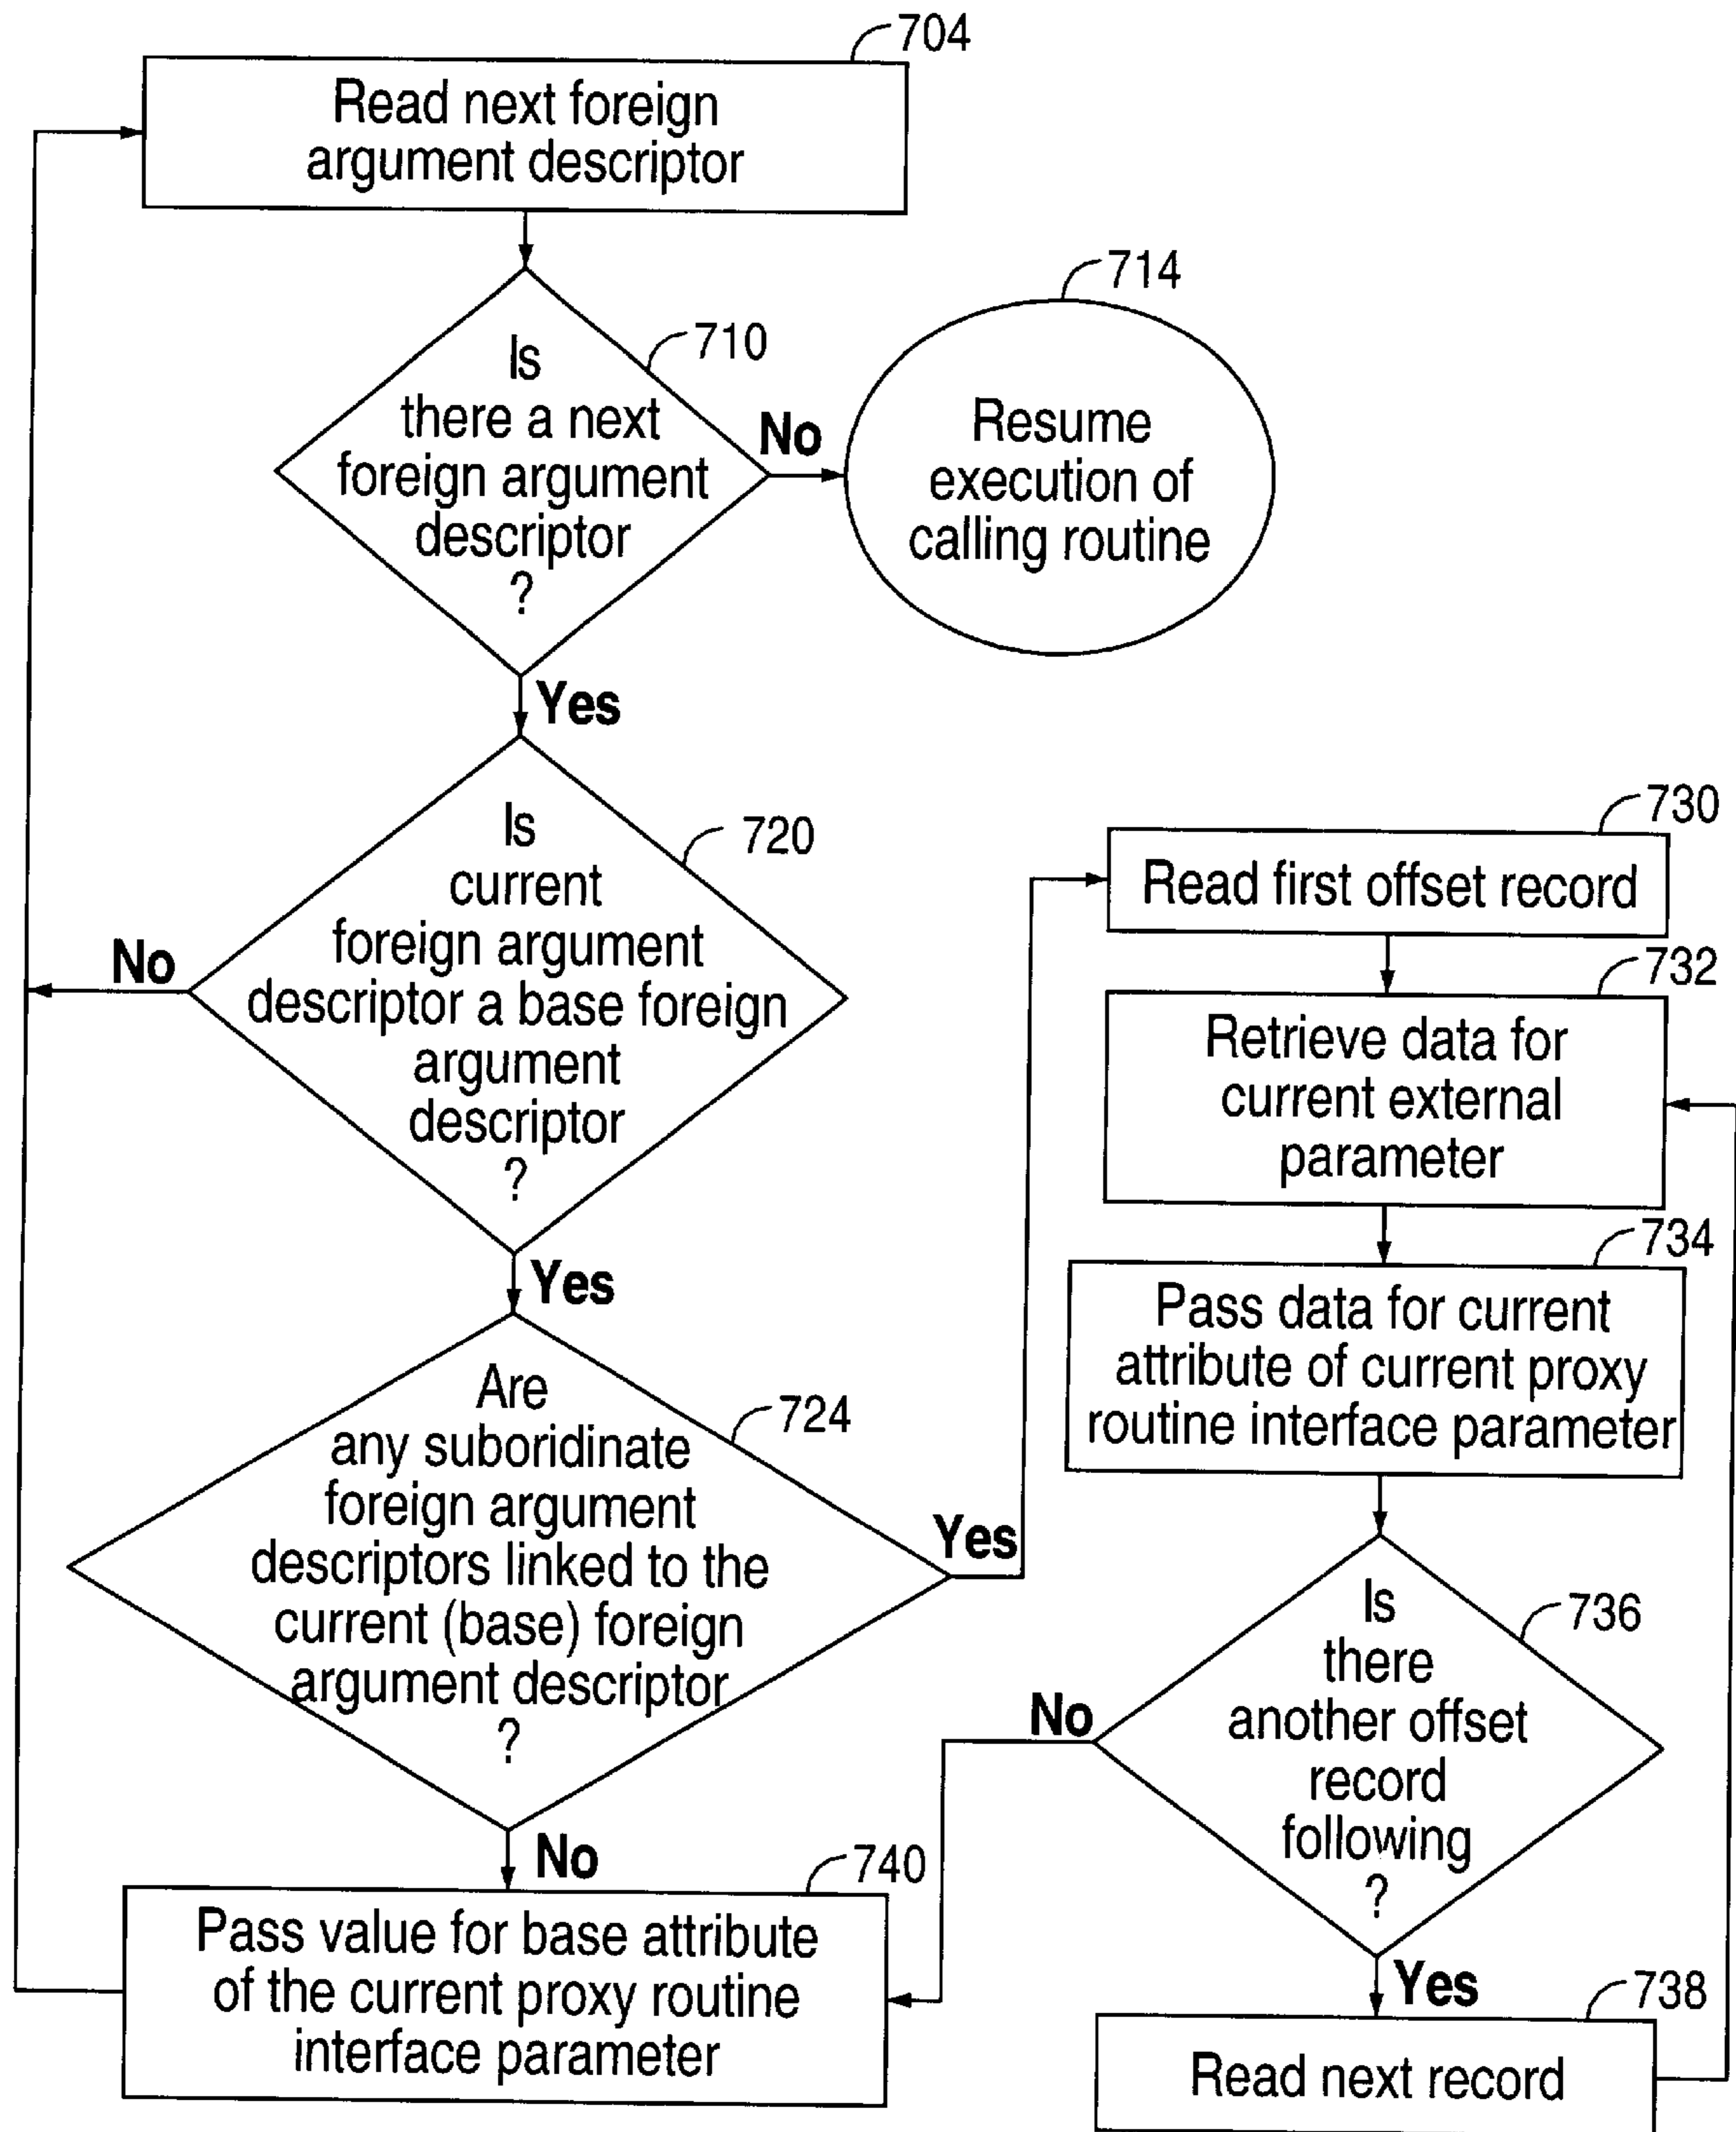 704
Read next foreign
argument descriptor
710
Is
there a next
foreign argument
descriptor
?
No
714
Resume
execution of
calling routine
Yes
720
Is
current
foreign argument
descriptor a base foreign
argument
descriptor
?
No
Yes
724
Are
any suboridinate
foreign argument
descriptors linked to the
current (base) foreign
argument descriptor
?
Yes
No
730
Read first offset record
732
Retrieve data for
current external
parameter
734
Pass data for current
attribute of current proxy
routine interface parameter
736
Is
there
another offset
record
following
?
No
Yes
738
Read next record
740
Pass value for base attribute
of the current proxy routine
interface parameter